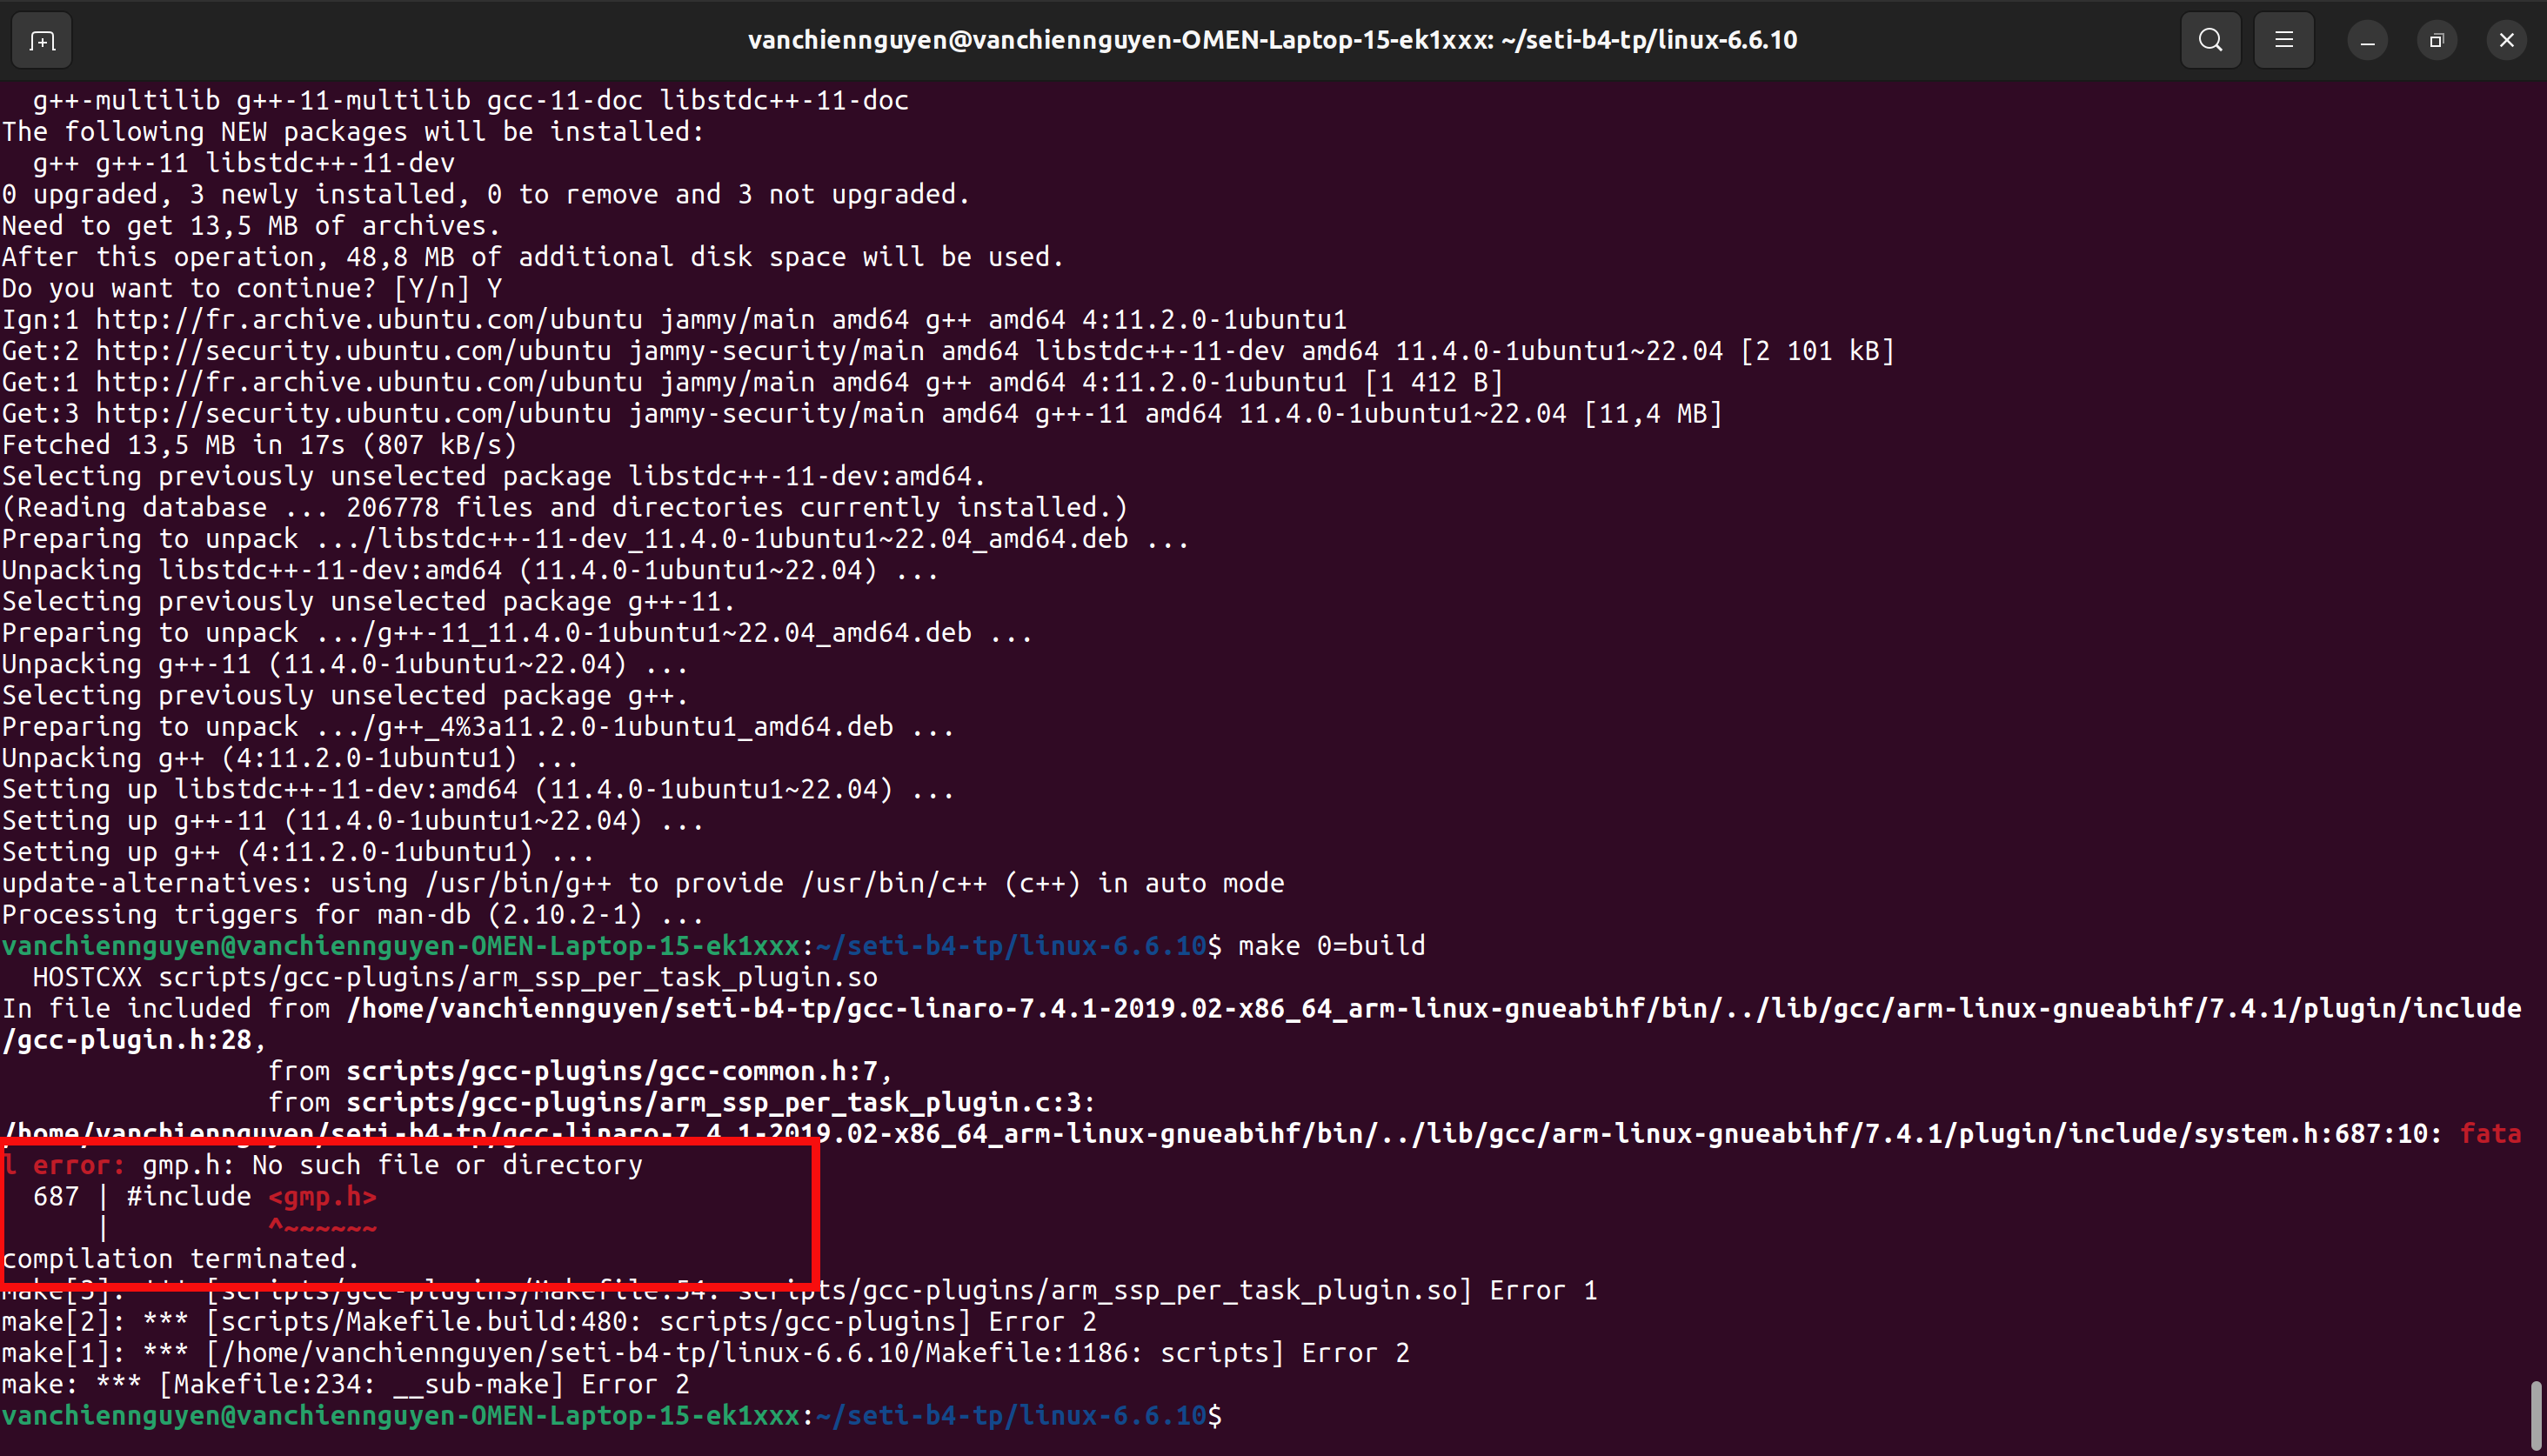 vanchiennguyen@vanchiennguyen-OMEN-Laptop-15-ek1xxx: ~/seti-b4-tp/linux-6.6.10
  g++-multilib g++-11-multilib gcc-11-doc libstdc++-11-doc
The following NEW packages will be installed:
  g++ g++-11 libstdc++-11-dev
0 upgraded, 3 newly installed, 0 to remove and 3 not upgraded.
Need to get 13,5 MB of archives.
After this operation, 48,8 MB of additional disk space will be used.
Do you want to continue? [Y/n] Y
Ign:1 http://fr.archive.ubuntu.com/ubuntu jammy/main amd64 g++ amd64 4:11.2.0-1ubuntu1
Get:2 http://security.ubuntu.com/ubuntu jammy-security/main amd64 libstdc++-11-dev amd64 11.4.0-1ubuntu1~22.04 [2 101 kB]
Get:1 http://fr.archive.ubuntu.com/ubuntu jammy/main amd64 g++ amd64 4:11.2.0-1ubuntu1 [1 412 B]
Get:3 http://security.ubuntu.com/ubuntu jammy-security/main amd64 g++-11 amd64 11.4.0-1ubuntu1~22.04 [11,4 MB]
Fetched 13,5 MB in 17s (807 kB/s)
Selecting previously unselected package libstdc++-11-dev:amd64.
(Reading database ... 206778 files and directories currently installed.)
Preparing to unpack .../libstdc++-11-dev_11.4.0-1ubuntu1~22.04_amd64.deb ...
Unpacking libstdc++-11-dev:amd64 (11.4.0-1ubuntu1~22.04) ...
Selecting previously unselected package g++-11.
Preparing to unpack .../g++-11_11.4.0-1ubuntu1~22.04_amd64.deb ...
Unpacking g++-11 (11.4.0-1ubuntu1~22.04) ...
Selecting previously unselected package g++.
Preparing to unpack .../g++_4%3a11.2.0-1ubuntu1_amd64.deb ...
Unpacking g++ (4:11.2.0-1ubuntu1) ...
Setting up libstdc++-11-dev:amd64 (11.4.0-1ubuntu1~22.04) ...
Setting up g++-11 (11.4.0-1ubuntu1~22.04) ...
Setting up g++ (4:11.2.0-1ubuntu1) ...
update-alternatives: using /usr/bin/g++ to provide /usr/bin/c++ (c++) in auto mode
Processing triggers for man-db (2.10.2-1) ...
vanchiennguyen@vanchiennguyen-OMEN-Laptop-15-ek1xxx:~/seti-b4-tp/linux-6.6.10$ make 0=build
  HOSTCXX scripts/gcc-plugins/arm_ssp_per_task_plugin.so
In file included from /home/vanchiennguyen/seti-b4-tp/gcc-linaro-7.4.1-2019.02-x86_64_arm-linux-gnueabihf/bin/../lib/gcc/arm-linux-gnueabihf/7.4.1/plugin/include
/gcc-plugin.h:28,
                 from scripts/gcc-plugins/gcc-common.h:7,
                 from scripts/gcc-plugins/arm_ssp_per_task_plugin.c:3:
/home/vanchiennguyen/seti-b4-tp/gcc-linaro-7.4.1-2019.02-x86_64_arm-linux-gnueabihf/bin/../lib/gcc/arm-linux-gnueabihf/7.4.1/plugin/include/system.h:687:10: fata
l error: gmp.h: No such file or directory
  687 | #include <gmp.h>
      |          ^~~~~~~
compilation terminated.
make[3]: *** [scripts/gcc-plugins/Makefile:54: scripts/gcc-plugins/arm_ssp_per_task_plugin.so] Error 1
make[2]: *** [scripts/Makefile.build:480: scripts/gcc-plugins] Error 2
make[1]: *** [/home/vanchiennguyen/seti-b4-tp/linux-6.6.10/Makefile:1186: scripts] Error 2
make: *** [Makefile:234: __sub-make] Error 2
vanchiennguyen@vanchiennguyen-OMEN-Laptop-15-ek1xxx:~/seti-b4-tp/linux-6.6.10$